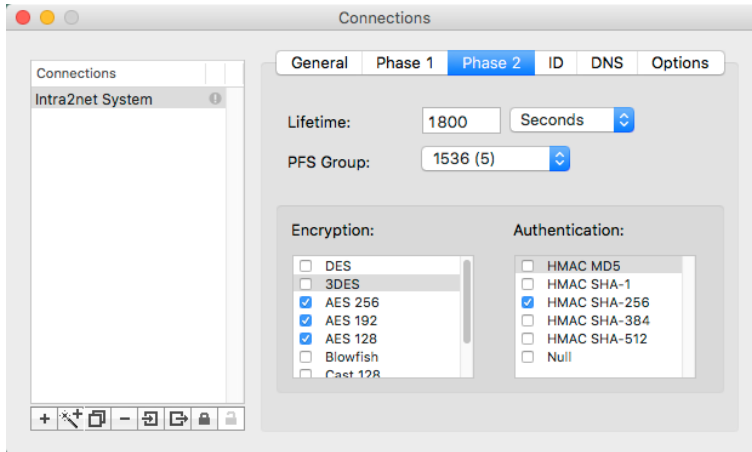 Connections
General Phase 1 Phase 2 ID DNS Options
Connections
Intra2net System
Lifetime: 1800 Seconds
PFS Group: 1536 (5)
Encryption: Authentication:
DES HMAC MD5
3DES HMAC SHA-1
AES 256 HMAC SHA-256
AES 192 HMAC SHA-384
AES 128 HMAC SHA-512
Blowfish Null
Cast 128